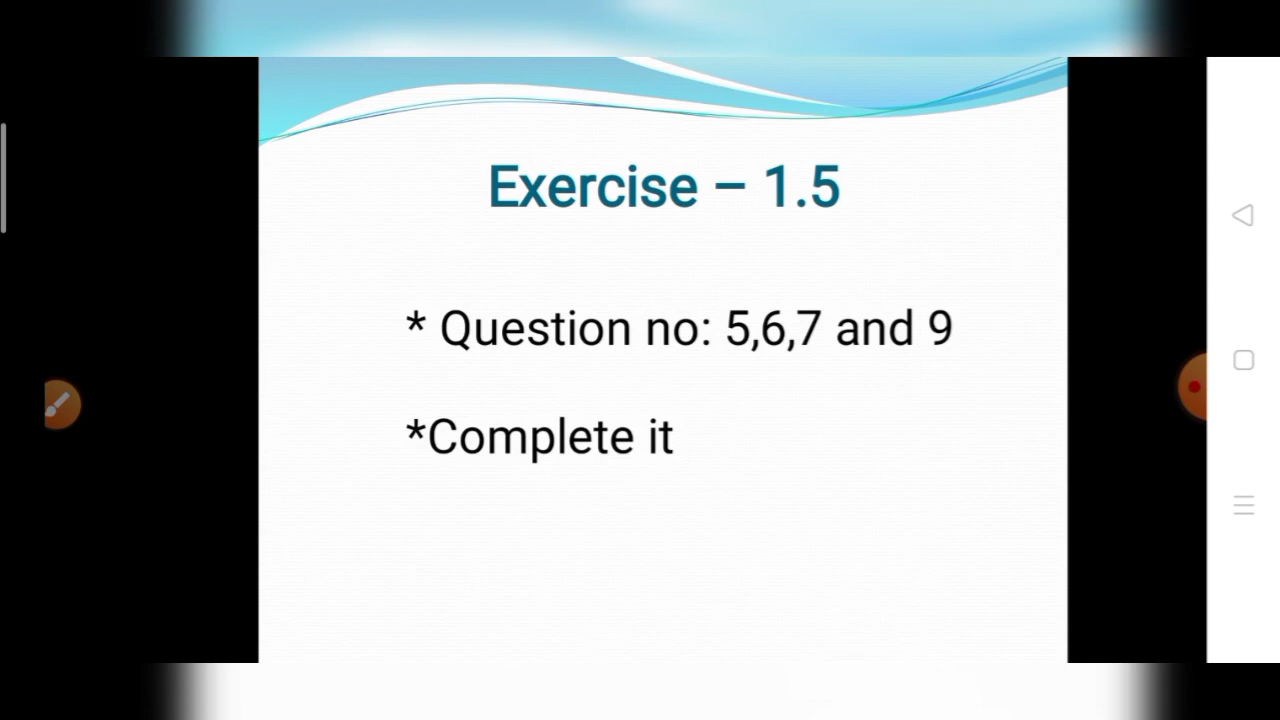 Exercise – 1.5
* Question no: 5,6,7 and 9
*Complete it